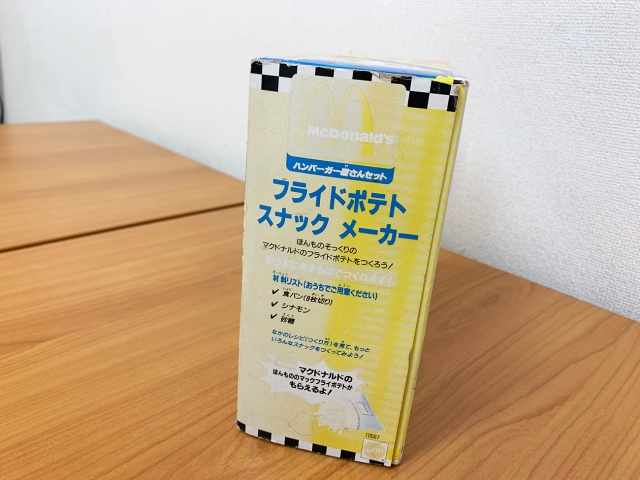 McDonald's
ハンバーガー屋さんセット
フライドポテト
スナック メーカー
ほんものそっくりの
マクドナルドのフライドポテトをつくろう!
材料リスト(おうちでご用意ください)
食パン(8枚切り)
シナモン
砂糖
なかのレシピ(つくり方)を見て、もっと
いろんなスナックをつくってみよう!
マクドナルドの
ほんもののマックフライポテトが
もらえるよ!
10667